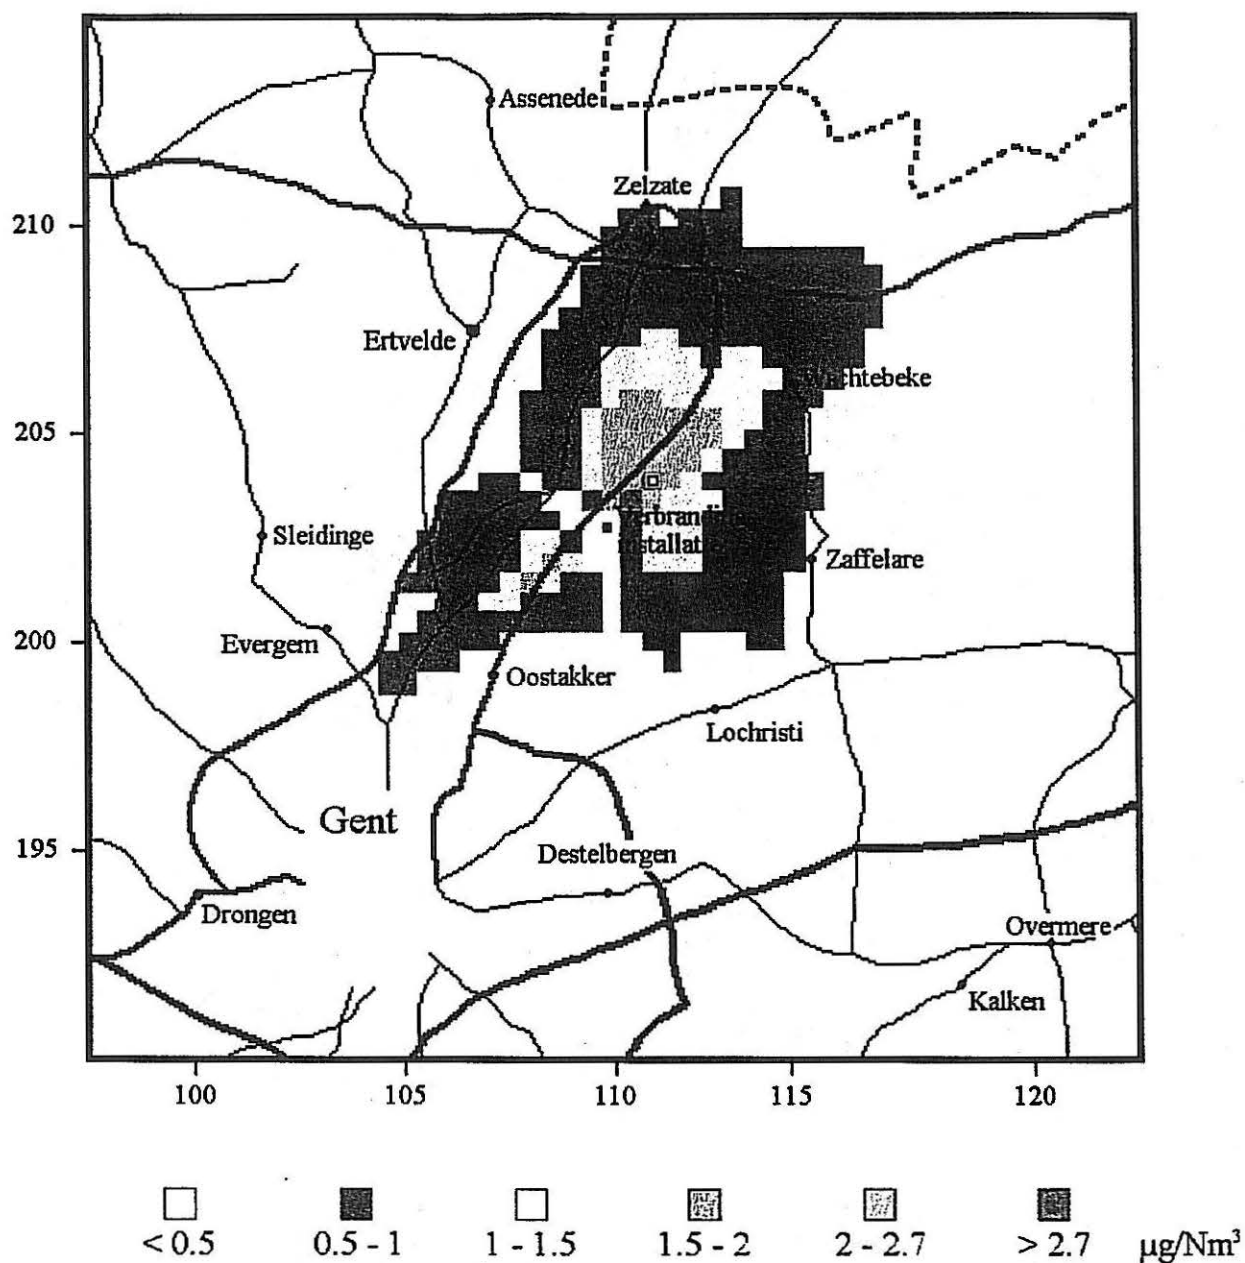 Assenede
Zelzate
210
Ertvelde
205
Sleidinge
Zaffelare
Evergem
200
Oostakker
Lochristi
Gent
195
Destelbergen
Drongen
Overmere
Kalken
100 105 110 115 120
< 0.5 0.5 - 1 1 - 1.5 1.5 - 2 2 - 2.7 > 2.7 µg/Nm³